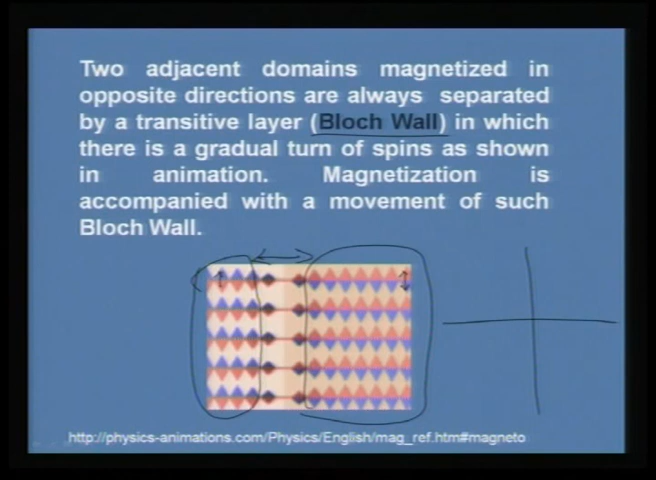 Two adjacent domains magnetized in
opposite directions are always separated
by a transitive layer (Bloch Wall) in which
there is a gradual turn of spins as shown
in animation. Magnetization is
accompanied with a movement of such
Bloch Wall.
http://physics-animations.com/Physics/English/mag_ref.htm#magneto